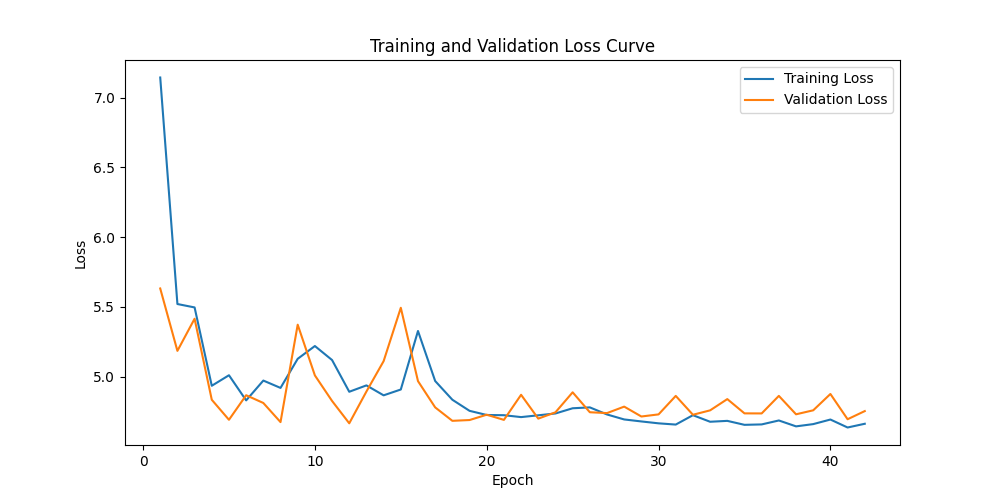 Training and Validation Loss Curve
Training Loss
Validation Loss
7.0
6.5
6.0
5.5
5.0
Loss
0 10 20 30 40
Epoch